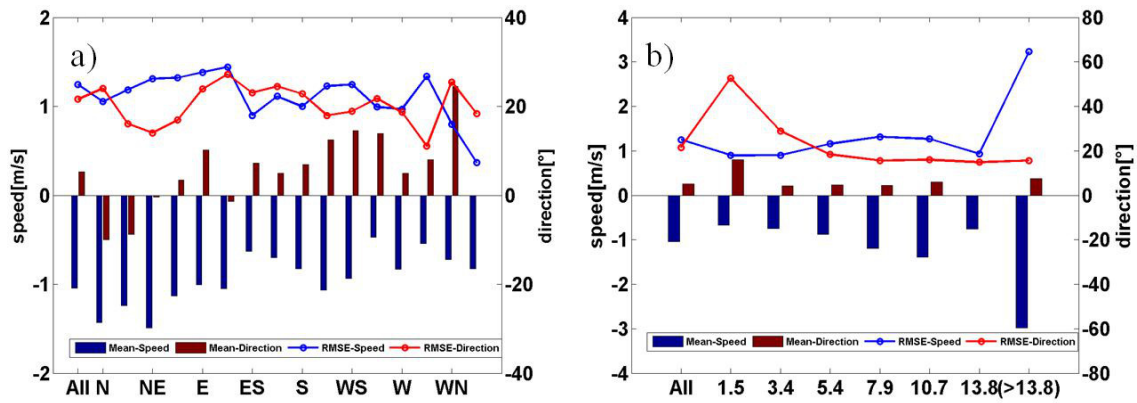 a)
speed[m/s]
2
1
0
-1
-2
40
20
0
-20
-40
direction[°]
Mean-Speed Mean-Direction RMSE-Speed RMSE-Direction
All N NE E ES S WS W WN
b)
speed[m/s]
4
3
2
1
0
-1
-2
-3
-4
80
60
40
20
0
-20
-40
-60
-80
direction[°]
Mean-Speed Mean-Direction RMSE-Speed RMSE-Direction
All 1.5 3.4 5.4 7.9 10.7 13.8(>13.8)